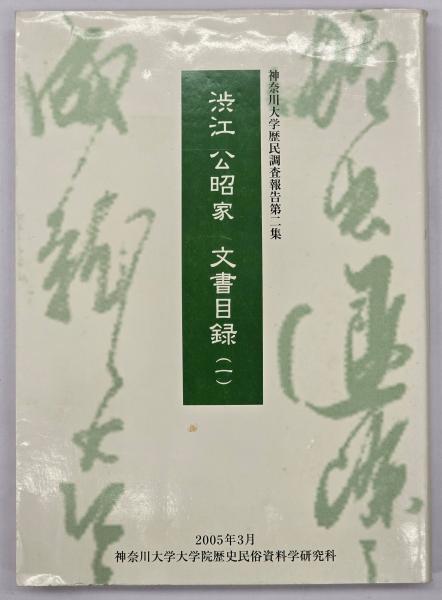 神奈川大学歴民調査報告第二集
渋江公昭家 文書目録（一）
2005年3月
神奈川大学大学院歴史民俗資料学研究科